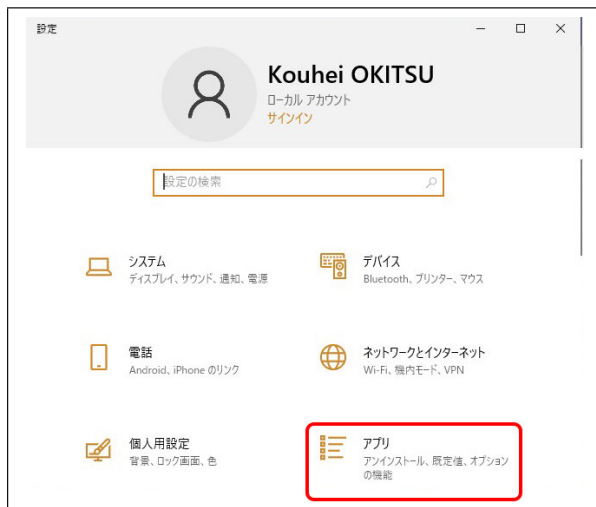 設定
Kouhei OKITSU
ローカル アカウント
サインイン
設定の検索
システム
ディスプレイ、サウンド、通知、電源
デバイス
Bluetooth、プリンター、マウス
電話
Android、iPhone のリンク
ネットワークとインターネット
Wi-Fi、機内モード、VPN
個人用設定
背景、ロック画面、色
アプリ
アンインストール、既定値、オプション
の機能